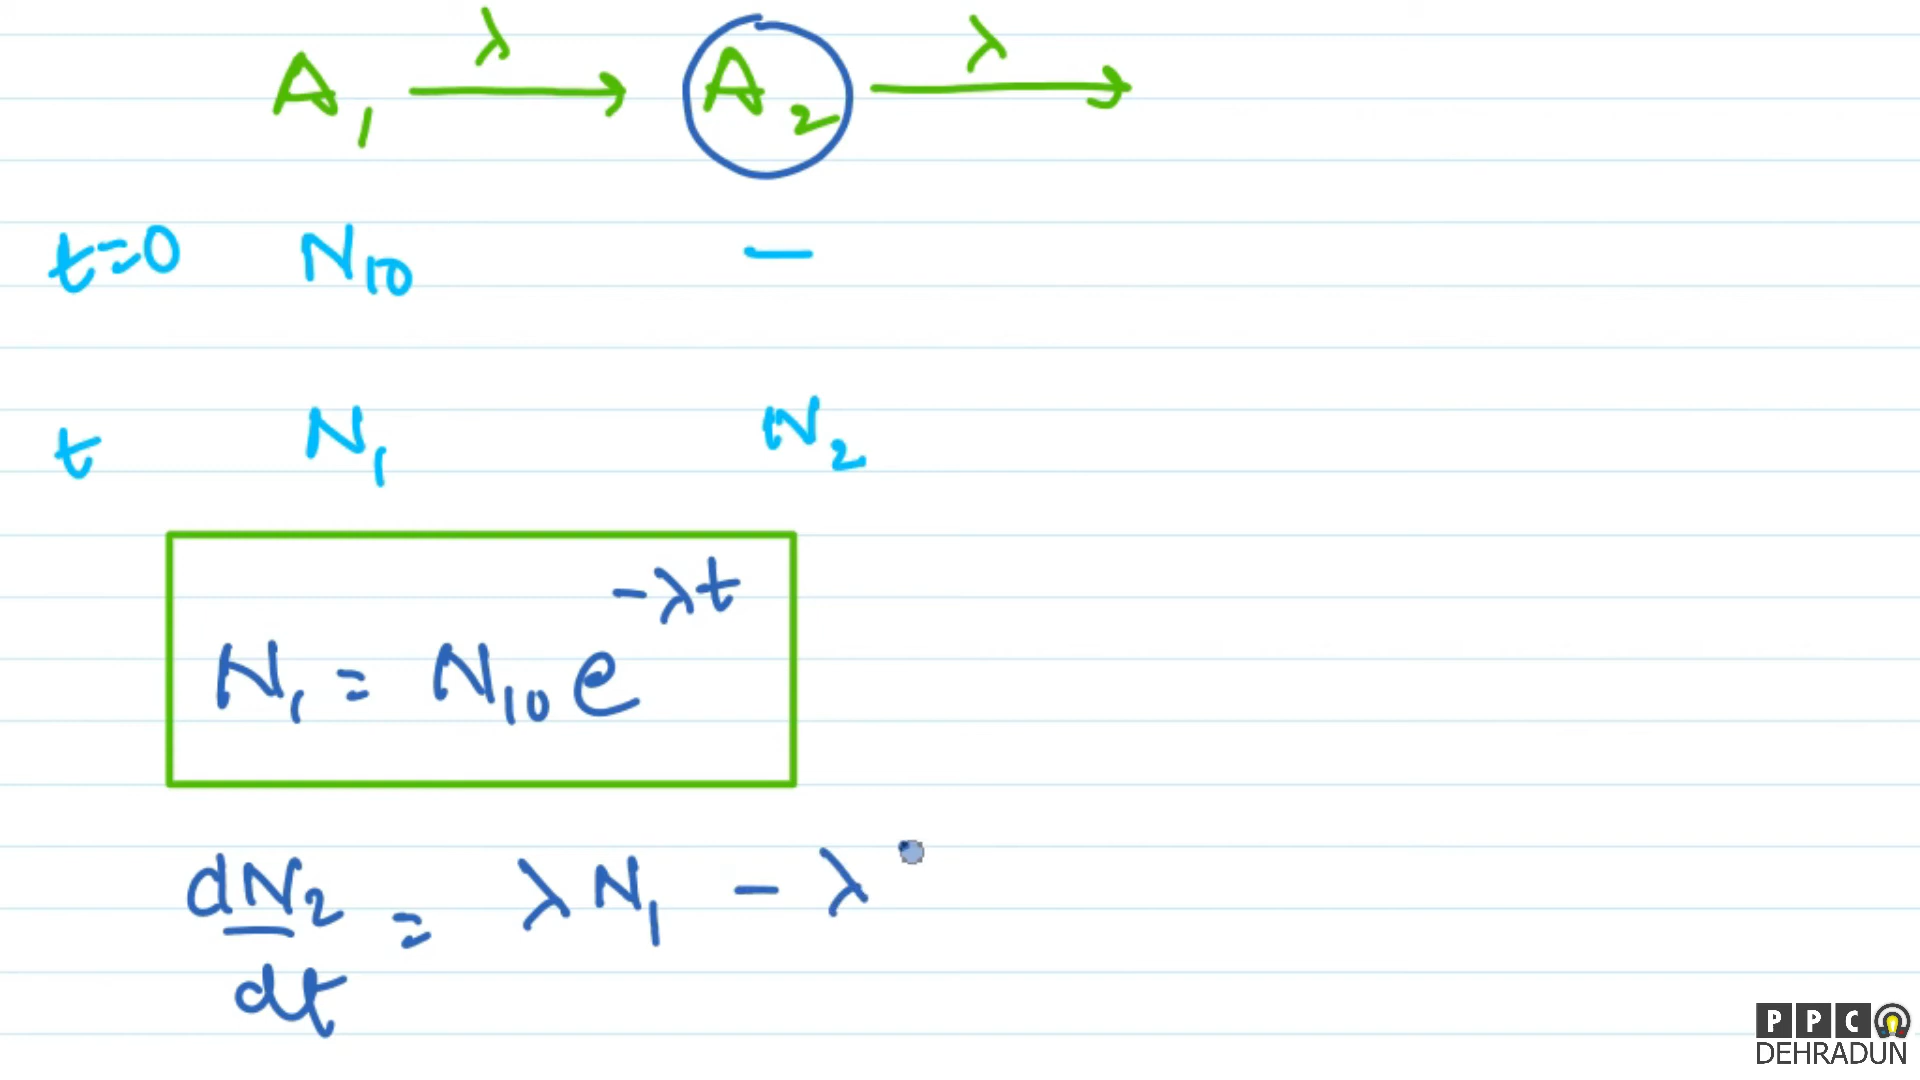 A₁ λ→ A₂ λ→
t=0 N₁₀ —
t N₁ N₂
N₁ = N₁₀ e^(-λt)
dN₂/dt = λN₁ - λ
PPC
DEHRADUN